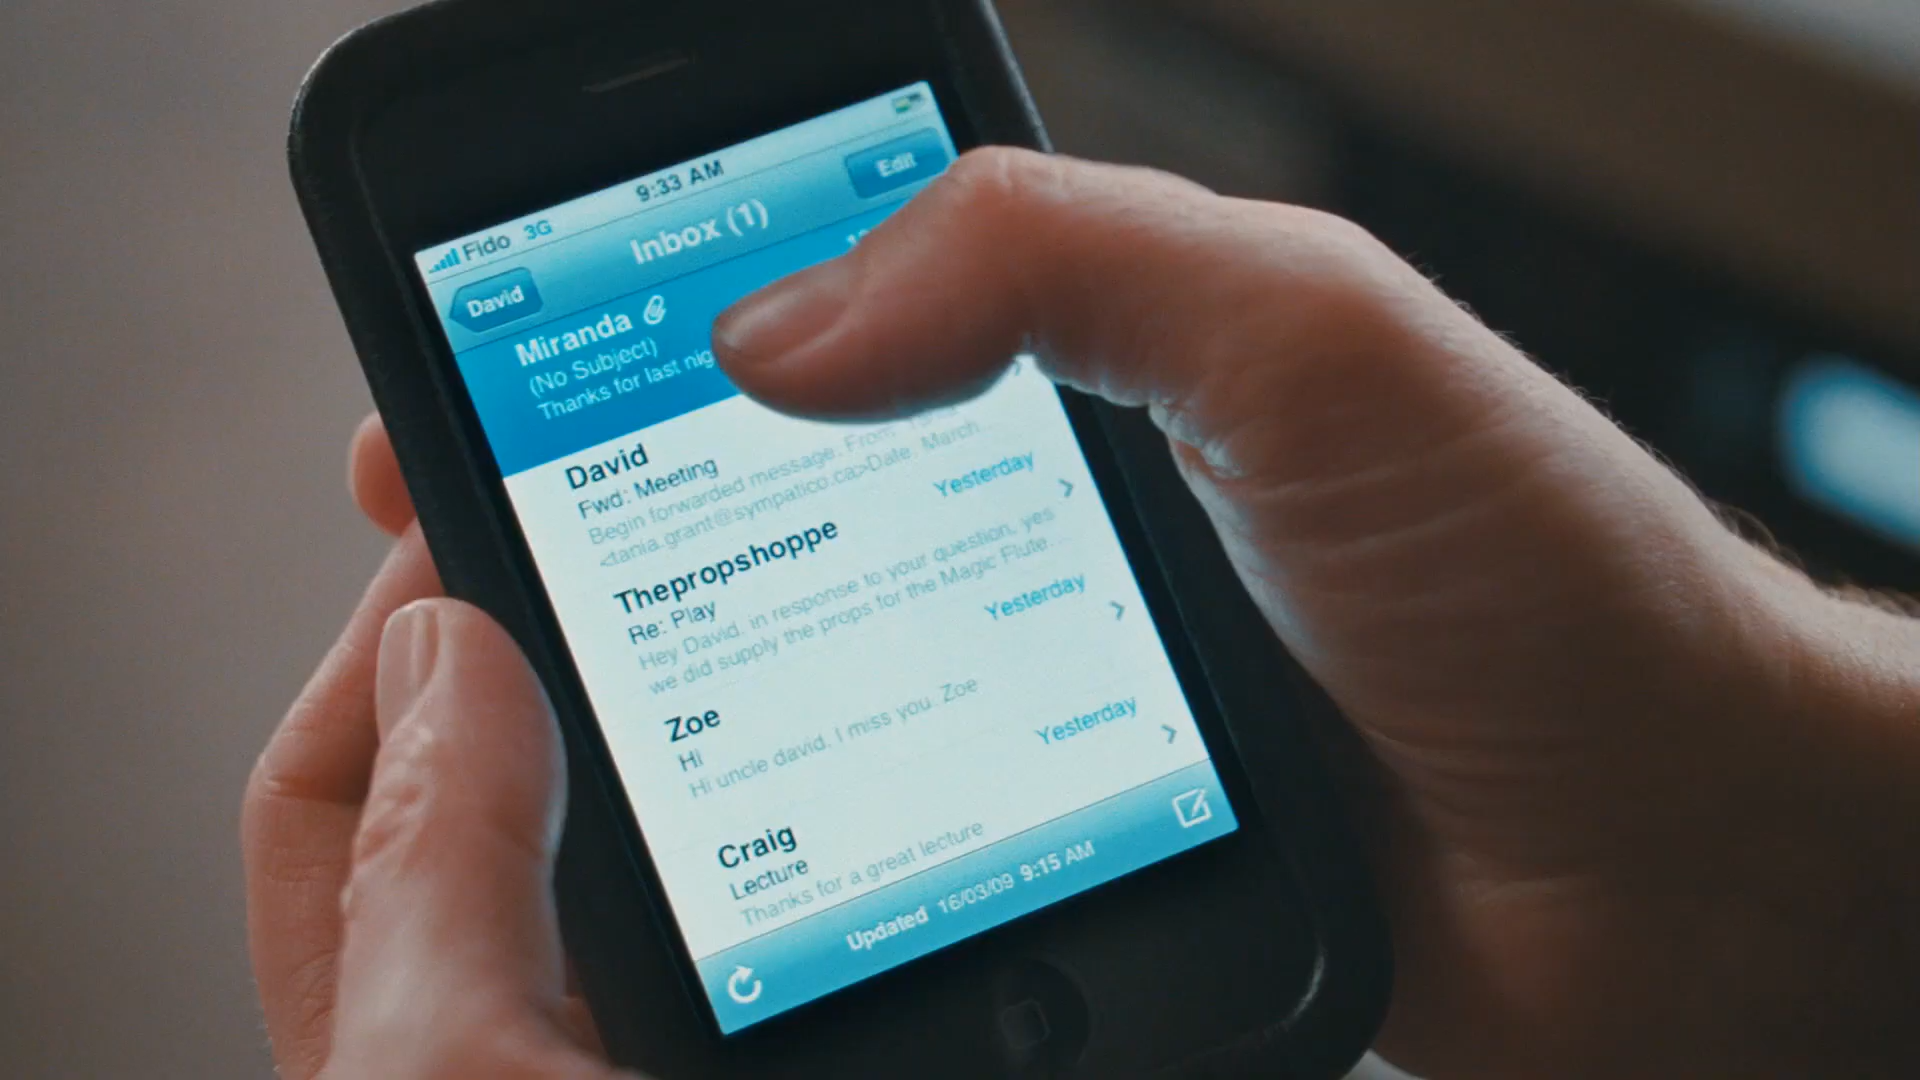 Fido 3G 9:33 AM
David Inbox (1) Edit
Miranda
(No Subject)
Thanks for last
David
Fwd: Meeting
Begin forwarded message. From:
<tania.grant@sympatico.ca>Date: March...
Thepropshoppe Yesterday
Re: Play
Hey David, in response to your question, yes
we did supply the props for the Magic Flute...
Zoe Yesterday
Hi
Hi uncle david. I miss you. Zoe
Craig Yesterday
Lecture
Thanks for a great lecture
Updated 16/03/09 9:15 AM